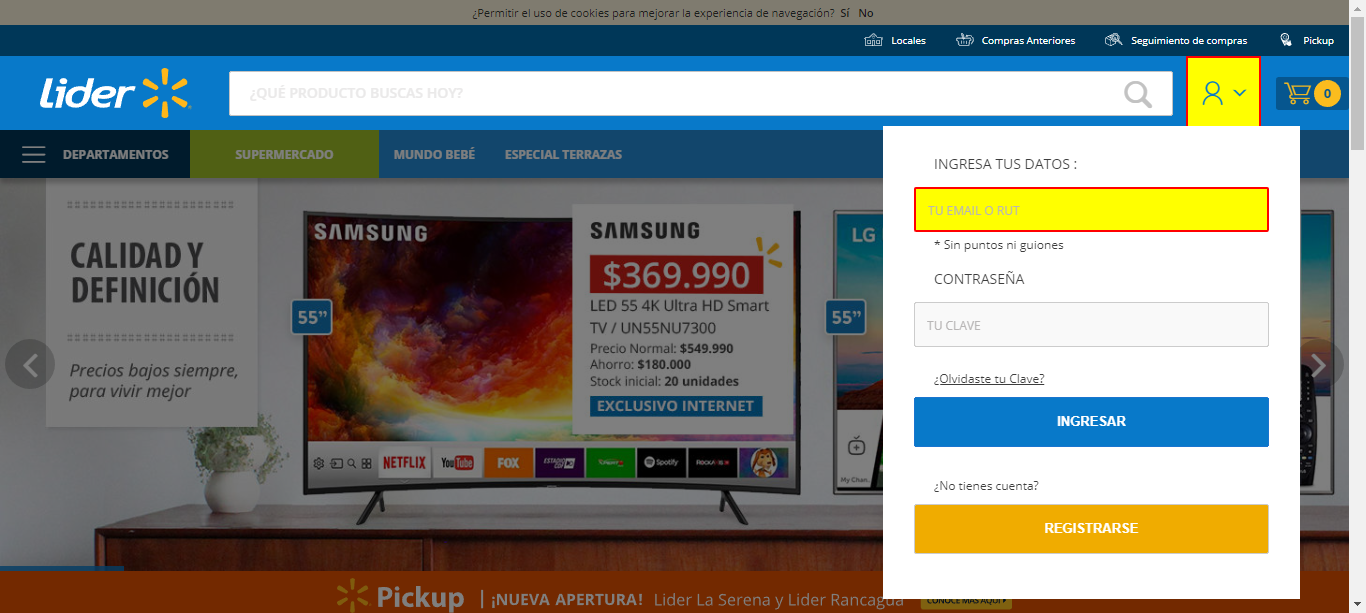 ¿Permitir el uso de cookies para mejorar la experiencia de navegación? Sí No
Locales Compras Anteriores Seguimiento de compras Pickup
Lider
¿QUÉ PRODUCTO BUSCAS HOY?
0
DEPARTAMENTOS SUPERMERCADO MUNDO BEBÉ ESPECIAL TERRAZAS
CALIDAD Y
DEFINICIÓN
Precios bajos siempre,
para vivir mejor
55”
SAMSUNG
SAMSUNG
$369.990
LED 55 4K Ultra HD Smart
TV / UN55NU7300
Precio Normal: $549.990
Ahorro: $180.000
Stock inicial: 20 unidades
EXCLUSIVO INTERNET
NETFLIX YouTube FOX Spotify
55”
LG
My Chan.
INGRESA TUS DATOS :
TU EMAIL O RUT
* Sin puntos ni guiones
CONTRASEÑA
TU CLAVE
¿Olvidaste tu Clave?
INGRESAR
¿No tienes cuenta?
REGISTRARSE
Pickup | ¡NUEVA APERTURA! Lider La Serena y Lider Rancagua
CONOCE MÁS AQUÍ